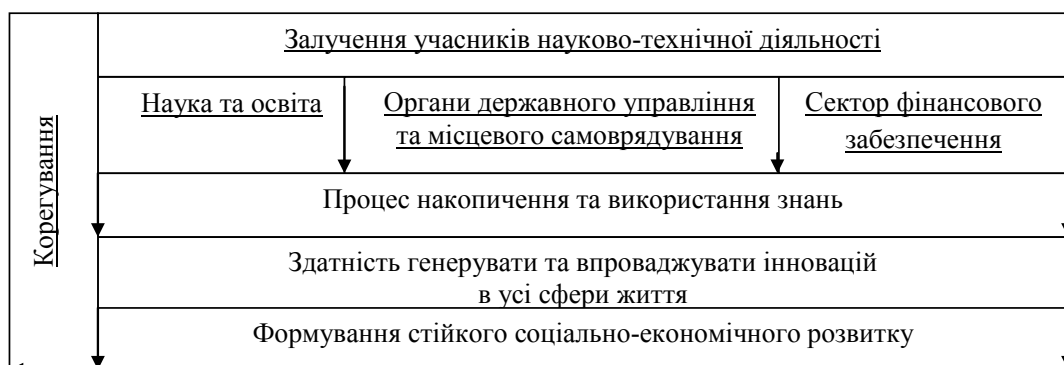 Залучення учасників науково-технічної діяльності
Наука та освіта
Органи державного управління
та місцевого самоврядування
Сектор фінансового
забезпечення
Процес накопичення та використання знань
Здатність генерувати та впроваджувати інновацій
в усі сфери життя
Формування стійкого соціально-економічного розвитку
Корегування